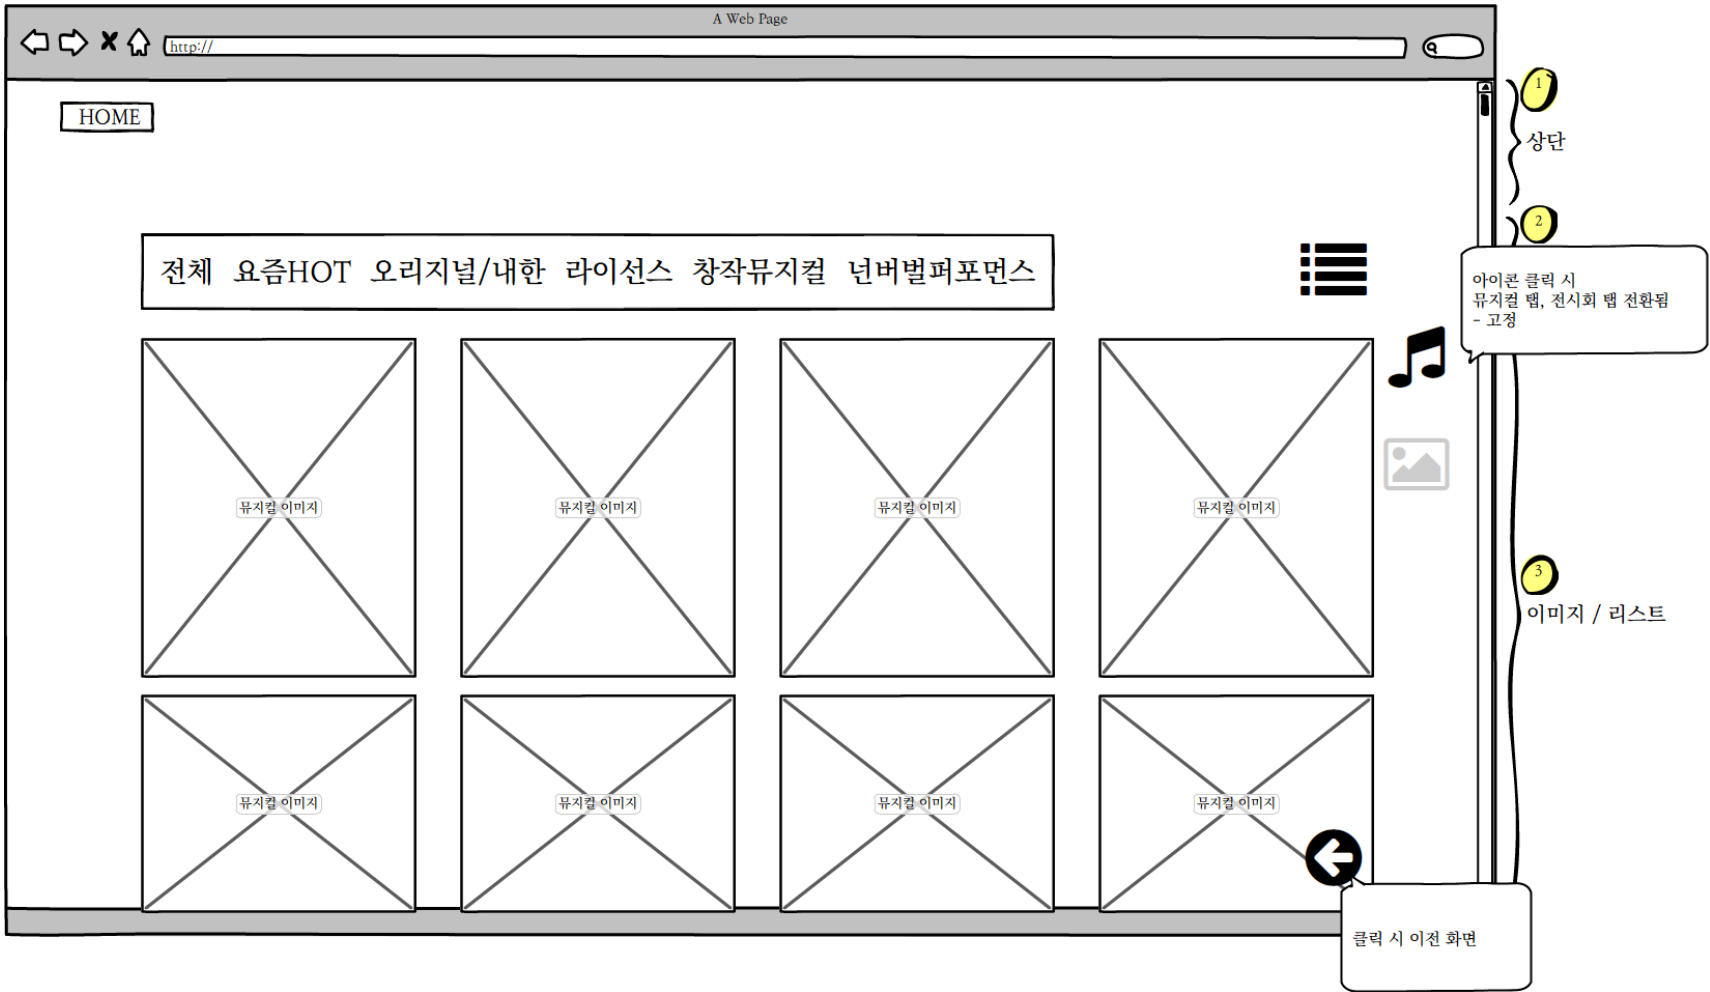 A Web Page
http://
HOME
1
상단
2
전체 요즘HOT 오리지널/내한 라이선스 창작뮤지컬 넌버벌퍼포먼스
아이콘 클릭 시
뮤지컬 탭, 전시회 탭 전환됨
- 고정
뮤지컬 이미지 뮤지컬 이미지 뮤지컬 이미지 뮤지컬 이미지
3
이미지 / 리스트
뮤지컬 이미지 뮤지컬 이미지 뮤지컬 이미지 뮤지컬 이미지
클릭 시 이전 화면